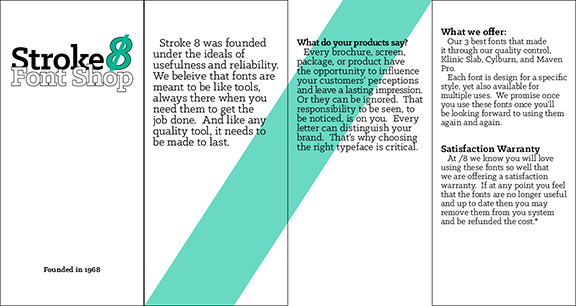 Stroke 8
Font Shop
Founded in 1968
Stroke 8 was founded
under the ideals of
usefulness and reliability.
We beleive that fonts are
meant to be like tools,
always there when you
need them to get the
job done. And like any
quality tool, it needs to
be made to last.
What do your products say?
Every brochure, screen,
package, or product have
the opportunity to influence
your customers' perceptions
and leave a lasting impression.
Or they can be ignored. That
responsibility to be seen, to
be noticed, is on you. Every
letter can distinguish your
brand. That's why choosing
the right typeface is critical.
What we offer:
Our 3 best fonts that made
it through our quality control,
Klinic Slab, Cylburn, and Maven
Pro.
Each font is design for a specific
style, yet also available for
multiple uses. We promise once
you use these fonts once you'll
be looking forward to using them
again and again.
Satisfaction Warranty
At /8 we know you will love
using these fonts so well that
we are offering a satisfaction
warranty. If at any point you feel
that the fonts are no longer useful
and up to date then you may
remove them from you system
and be refunded the cost.*